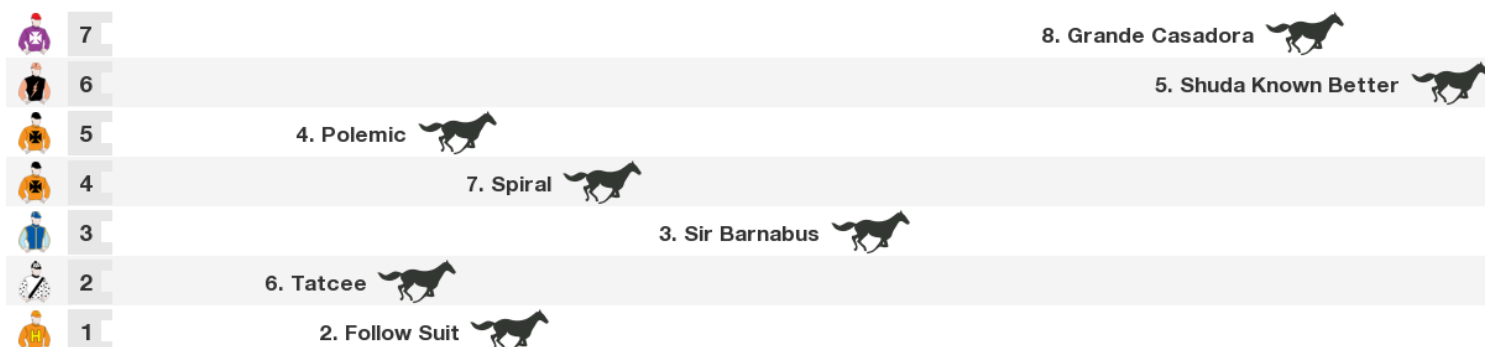 7 8. Grande Casadora
6 5. Shuda Known Better
5 4. Polemic
4 7. Spiral
3 3. Sir Barnabus
2 6. Tatcee
H 1 2. Follow Suit